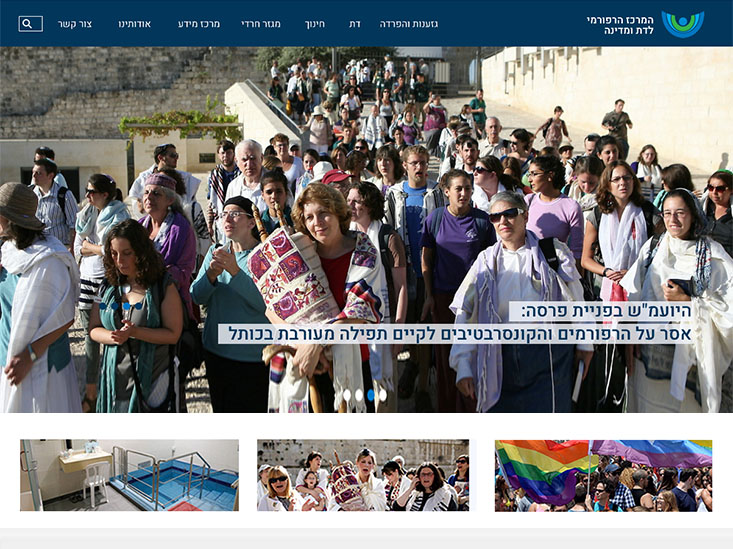 המרכז הרפורמי
לדת ומדינה
גזענות והפרדה
דת
חינוך
מגזר חרדי
מרכז מידע
אודותינו
צור קשר
היועמ"ש בפניית פרסה:
אסר על הרפורמים והקונסרבטיבים לקיים תפילה מעורבת בכותל